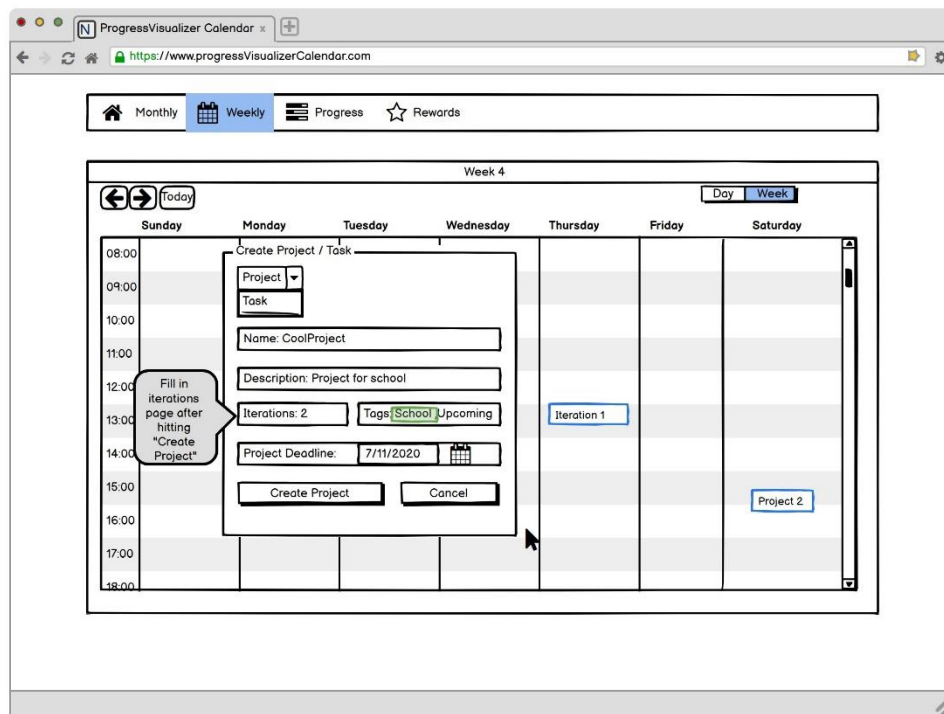 ProgressVisualizer Calendar x
https://www.progressVisualizerCalendar.com
Monthly Weekly Progress Rewards
Week 4
Today Day Week
Sunday Monday Tuesday Wednesday Thursday Friday Saturday
08:00 Create Project / Task
Project
09:00
Task
10:00
Name: CoolProject
11:00
Description: Project for school
12:00
Fill in
iterations
page after
hitting
"Create
Project"
13:00 Iterations: 2 Tags: School Upcoming Iteration 1
14:00 Project Deadline: 7/11/2020
15:00 Create Project Cancel
Project 2
16:00
17:00
18:00